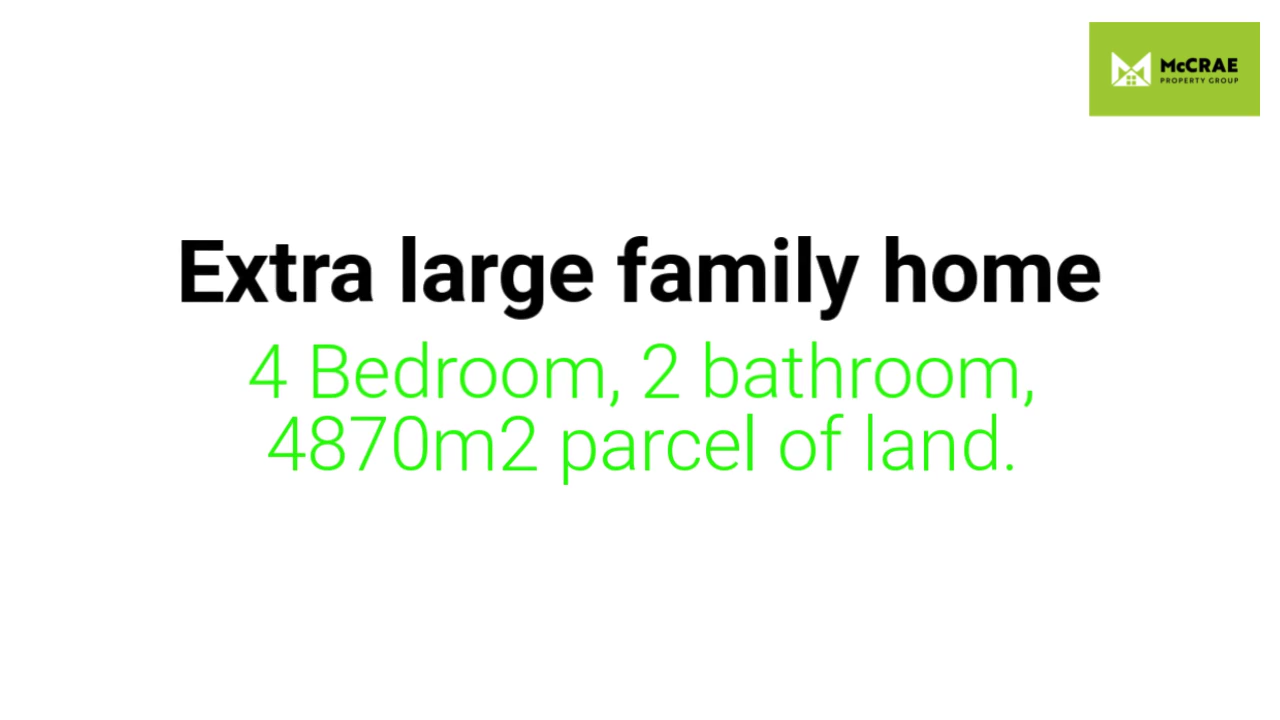 McCRAE
PROPERTY GROUP
Extra large family home
4 Bedroom, 2 bathroom,
4870m2 parcel of land.